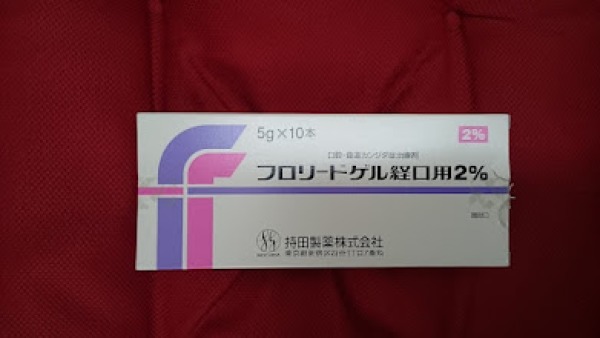 5g×10本
2%
口腔・食道カンジダ症治療剤
フロリードゲル経口用2%
持田製薬株式会社